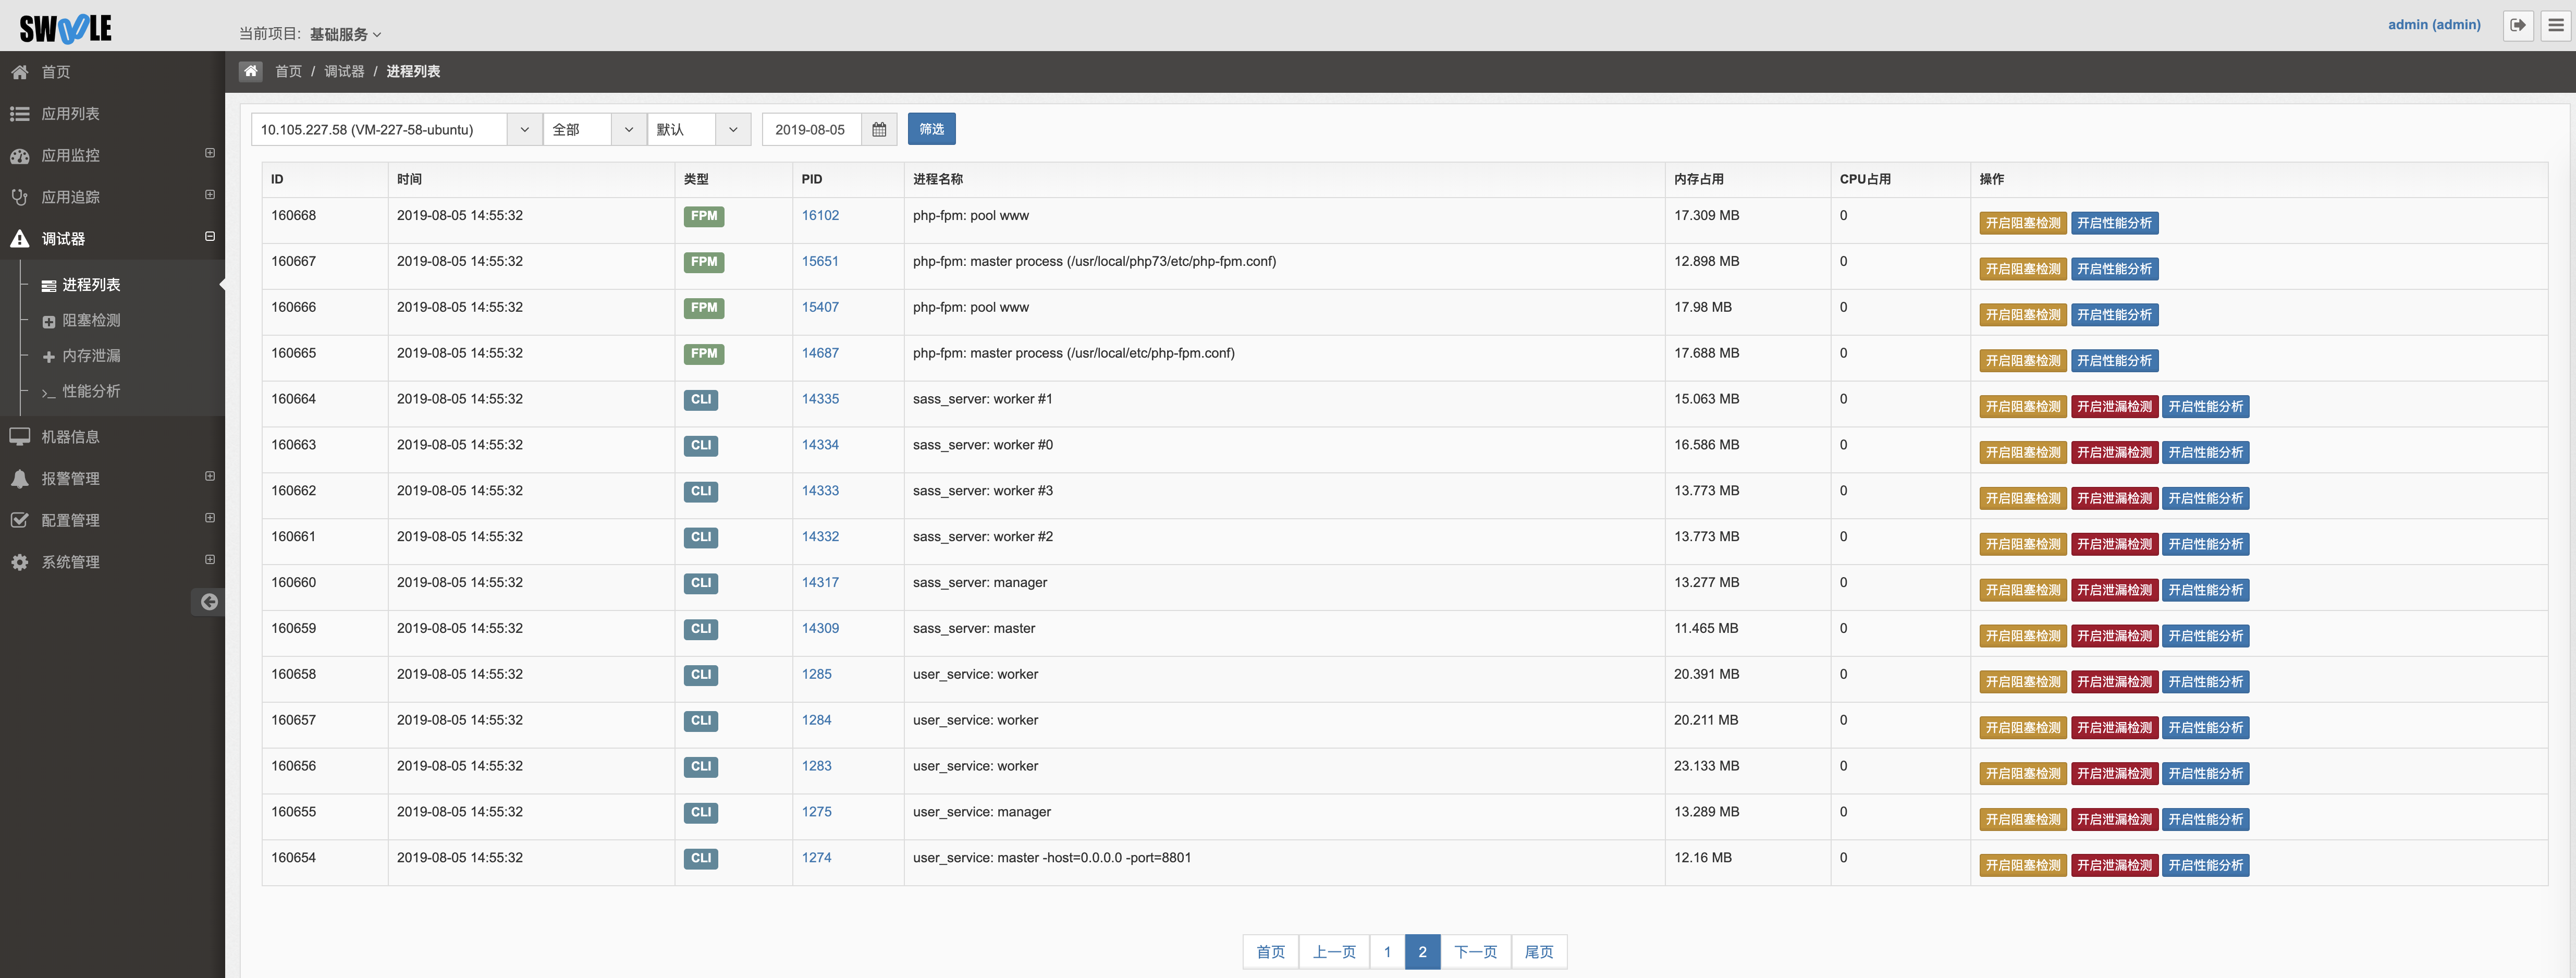 SWOOLE
当前项目: 基础服务
admin (admin)
首页
应用列表
应用监控
应用追踪
调试器
进程列表
阻塞检测
内存泄漏
性能分析
机器信息
报警管理
配置管理
系统管理
首页 / 调试器 / 进程列表
10.105.227.58 (VM-227-58-ubuntu) 全部 默认 2019-08-05 筛选
ID 时间 类型 PID 进程名称 内存占用 CPU占用 操作
160668 2019-08-05 14:55:32 FPM 16102 php-fpm: pool www 17.309 MB 0 开启阻塞检测 开启性能分析
160667 2019-08-05 14:55:32 FPM 15651 php-fpm: master process (/usr/local/php73/etc/php-fpm.conf) 12.898 MB 0 开启阻塞检测 开启性能分析
160666 2019-08-05 14:55:32 FPM 15407 php-fpm: pool www 17.98 MB 0 开启阻塞检测 开启性能分析
160665 2019-08-05 14:55:32 FPM 14687 php-fpm: master process (/usr/local/etc/php-fpm.conf) 17.688 MB 0 开启阻塞检测 开启性能分析
160664 2019-08-05 14:55:32 CLI 14335 sass_server: worker #1 15.063 MB 0 开启阻塞检测 开启泄漏检测 开启性能分析
160663 2019-08-05 14:55:32 CLI 14334 sass_server: worker #0 16.586 MB 0 开启阻塞检测 开启泄漏检测 开启性能分析
160662 2019-08-05 14:55:32 CLI 14333 sass_server: worker #3 13.773 MB 0 开启阻塞检测 开启泄漏检测 开启性能分析
160661 2019-08-05 14:55:32 CLI 14332 sass_server: worker #2 13.773 MB 0 开启阻塞检测 开启泄漏检测 开启性能分析
160660 2019-08-05 14:55:32 CLI 14317 sass_server: manager 13.277 MB 0 开启阻塞检测 开启泄漏检测 开启性能分析
160659 2019-08-05 14:55:32 CLI 14309 sass_server: master 11.465 MB 0 开启阻塞检测 开启泄漏检测 开启性能分析
160658 2019-08-05 14:55:32 CLI 1285 user_service: worker 20.391 MB 0 开启阻塞检测 开启泄漏检测 开启性能分析
160657 2019-08-05 14:55:32 CLI 1284 user_service: worker 20.211 MB 0 开启阻塞检测 开启泄漏检测 开启性能分析
160656 2019-08-05 14:55:32 CLI 1283 user_service: worker 23.133 MB 0 开启阻塞检测 开启泄漏检测 开启性能分析
160655 2019-08-05 14:55:32 CLI 1275 user_service: manager 13.289 MB 0 开启阻塞检测 开启泄漏检测 开启性能分析
160654 2019-08-05 14:55:32 CLI 1274 user_service: master -host=0.0.0.0 -port=8801 12.16 MB 0 开启阻塞检测 开启泄漏检测 开启性能分析
首页 上一页 1 2 下一页 尾页